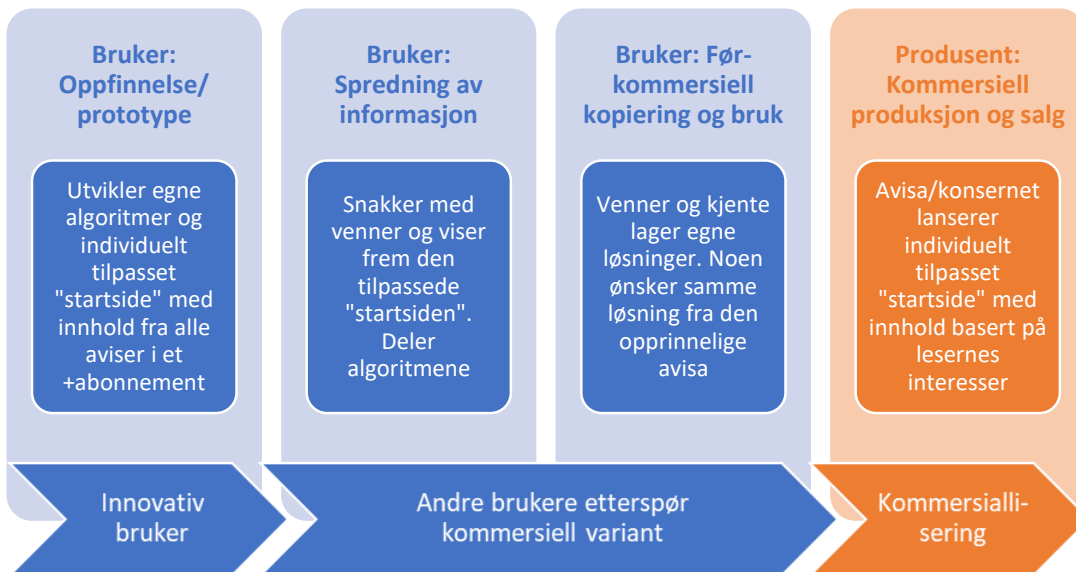 Bruker:
Oppfinnelse/
prototype
Utvikler egne
algoritmer og
individuelt
tilpasset
"startside" med
innhold fra alle
aviser i et
+abonnement
Bruker:
Spredning av
informasjon
Snakker med
venner og viser
frem den
tilpassede
"startsiden".
Deler
algoritmene
Bruker: Før-
kommersiell
kopiering og bruk
Venner og kjente
lager egne
løsninger. Noen
ønsker samme
løsning fra den
opprinnelige
avisa
Produsent:
Kommersiell
produksjon og salg
Avisa/konsernet
lanserer
individuelt
tilpasset
"startside" med
innhold basert på
lesernes
interesser
Innovativ
bruker
Andre brukere etterspør
kommersiell variant
Kommersialli-
sering